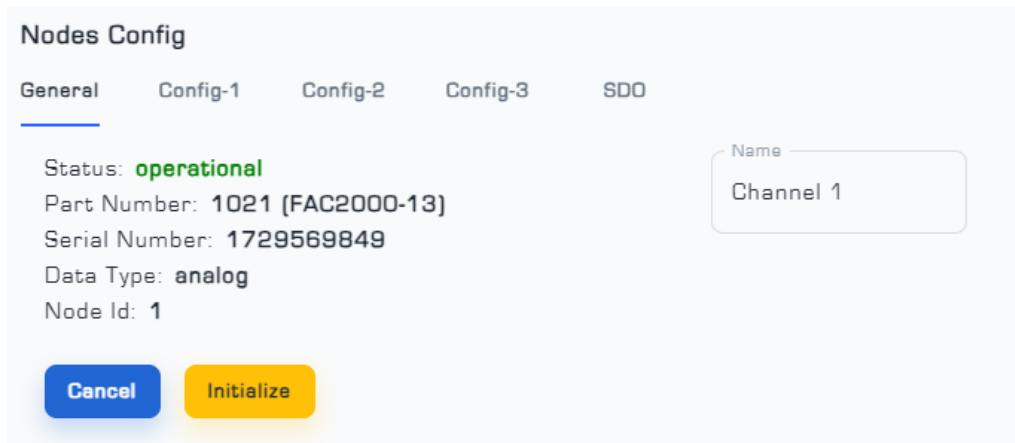 Nodes Config
General Config-1 Config-2 Config-3 SDO
Status: operational
Part Number: 1021 (FAC2000-13)
Serial Number: 1729569849
Data Type: analog
Node Id: 1
Name
Channel 1
Cancel Initialize